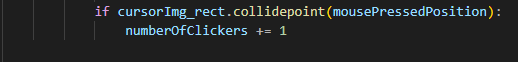 if cursorImg_rect.collidepoint(mousePressedPosition):
numberOfClickers += 1